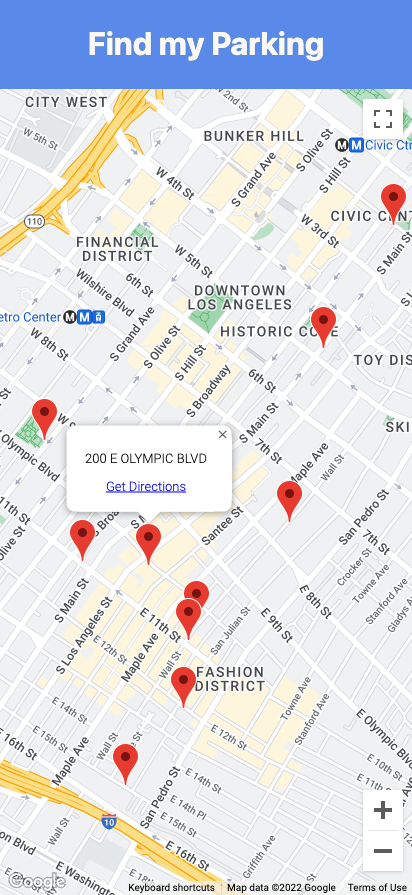 Find my Parking
CITY WEST
W 2nd St
BUNKER HILL
W 5th St
S Olive St
S Hill St
Civic Ctr
S Grand Ave
W 4th St
W 3rd St
CIVIC CEN
S Main St
110
FINANCIAL
DISTRICT
W 5th St
6th St
Wilshire Blvd
DOWNTOWN
LOS ANGELES
etro Center
HISTORIC CORE
S Grand Ave
S Olive St
S Hill St
W 8th St
TOY DIS
S Broadway
6th St
S Main St
SKI
7th St
Olympic Blvd
200 E OLYMPIC BLVD
Get Directions
Maple Ave
Wall St
11th St
Santee St
San Pedro St
7th St
Olive St
Crocker St
Towne Ave
Stanford Ave
Gladys
S Main St
E 8th St
E 9th St
S Los Angeles St
E 11th St
San Julian St
E 12th St
Maple Ave
Wall St
FASHION
DISTRICT
Towne Ave
Stanford Ave
E 14th St
E 15th St
E 16th St
Wall St
E 12th St
E Olympic Blvd
Maple Ave
San Pedro St
E 14th St
E 14th Pl
E 15th St
E 16th St
10
Griffith Ave
Wall St
E Washington
Google
Keyboard shortcuts
Map data ©2022 Google
Terms of Use